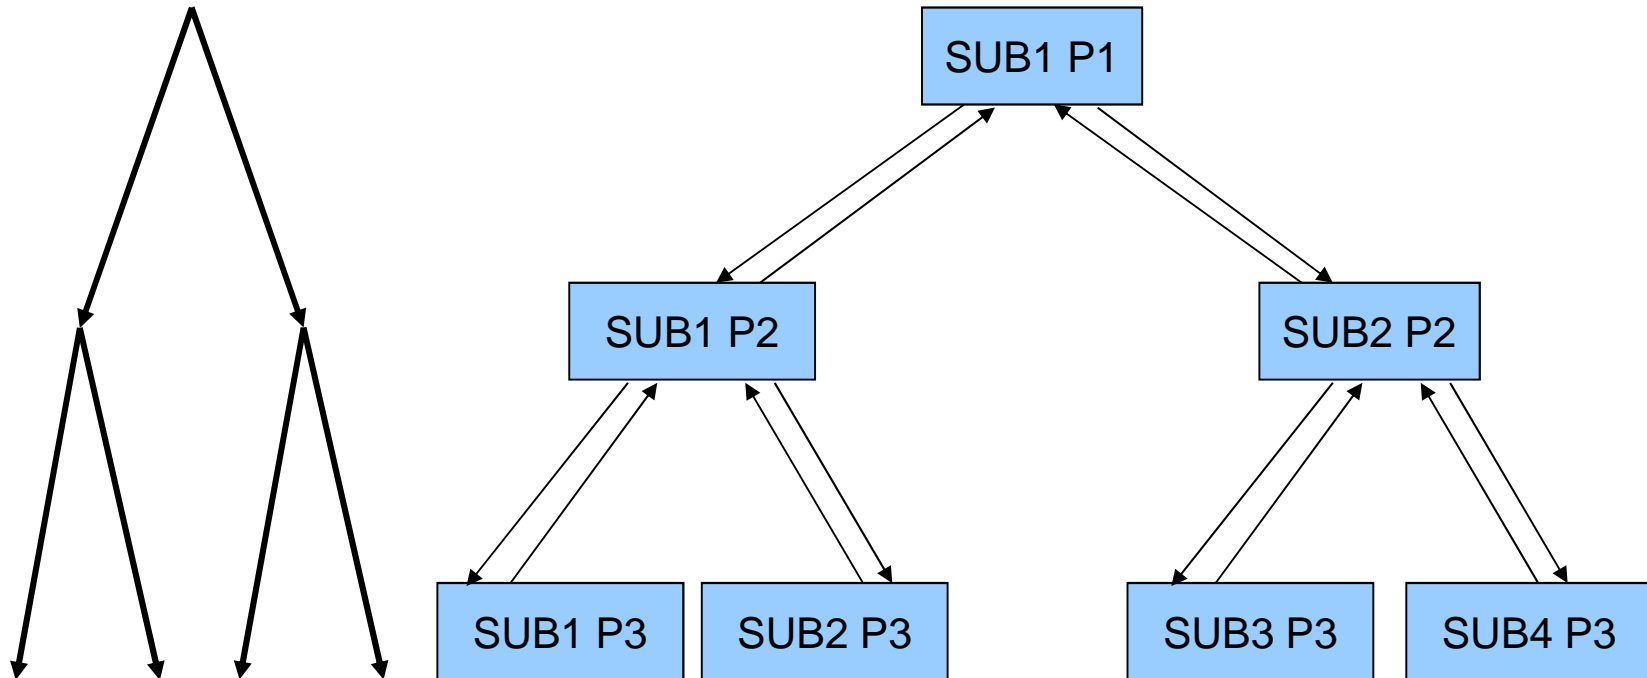 SUB1 P1
SUB1 P2
SUB2 P2
SUB1 P3
SUB2 P3
SUB3 P3
SUB4 P3